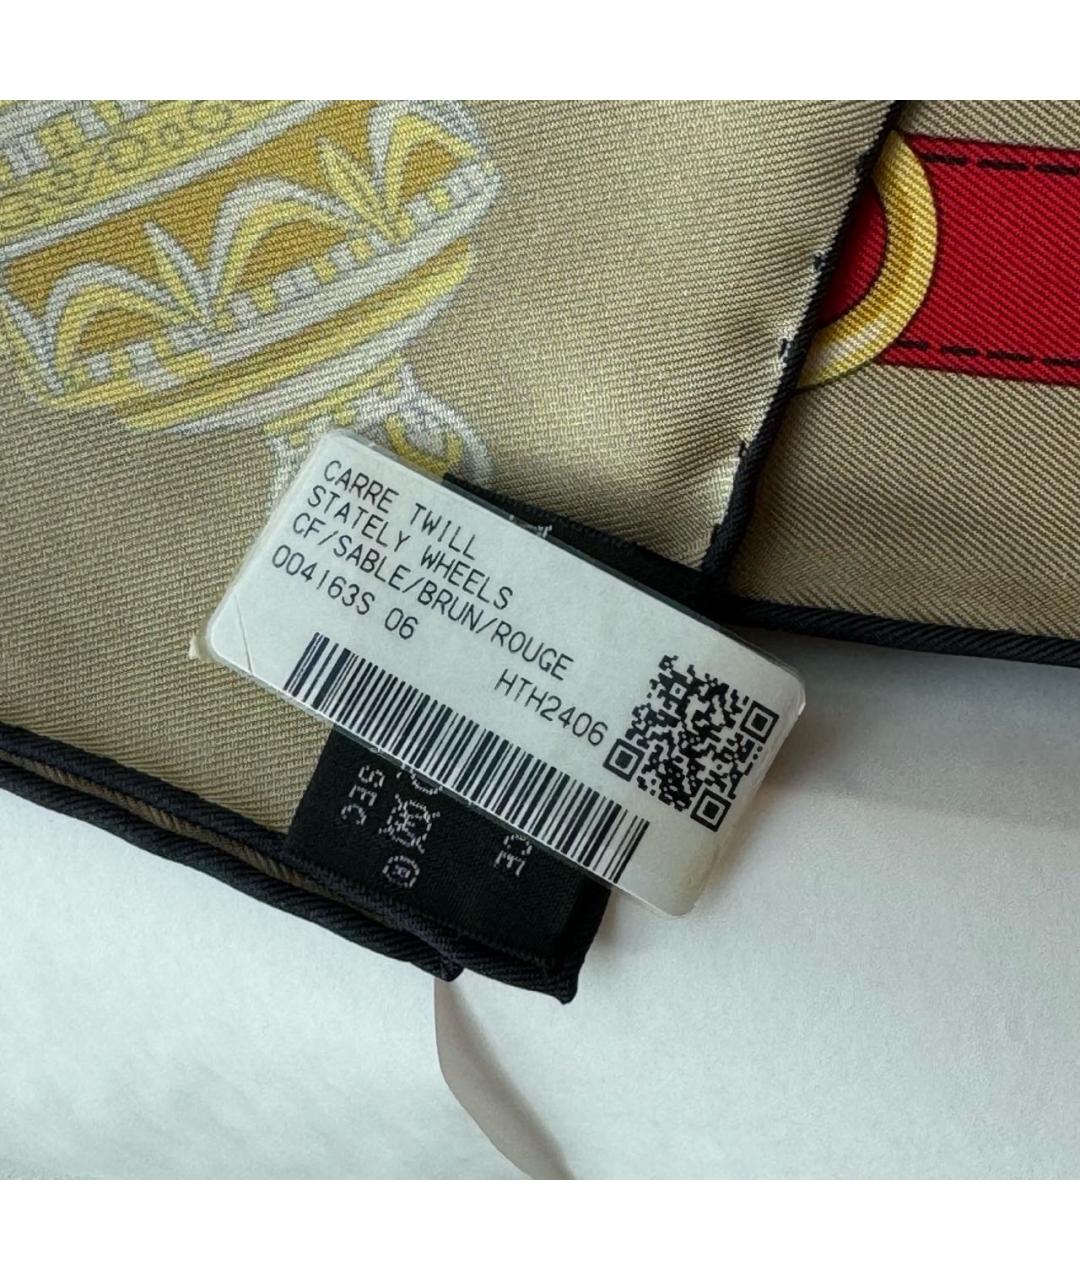 CARRE TWILL
STATELY WHEELS
CF/SABLE/BRUN/ROUGE
004163S 06
HTH2406